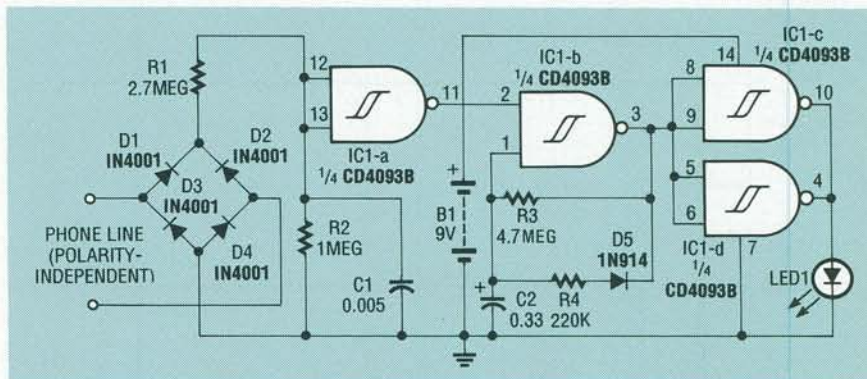 R1
2.7MEG
D1
IN4001
D2
IN4001
D3
IN4001
D4
IN4001
PHONE LINE
(POLARITY-
INDEPENDENT)
12
13
11
IC1-a
1/4 CD4093B
R2
1MEG
C1
0.005
+
B1
9V
IC1-b
1/4 CD4093B
2
1
3
R3
4.7MEG
D5
1N914
R4
220K
+
C2
0.33
IC1-c
1/4 CD4093B
14
8
9
10
5
6
4
7
IC1-d
1/4
CD4093B
LED1